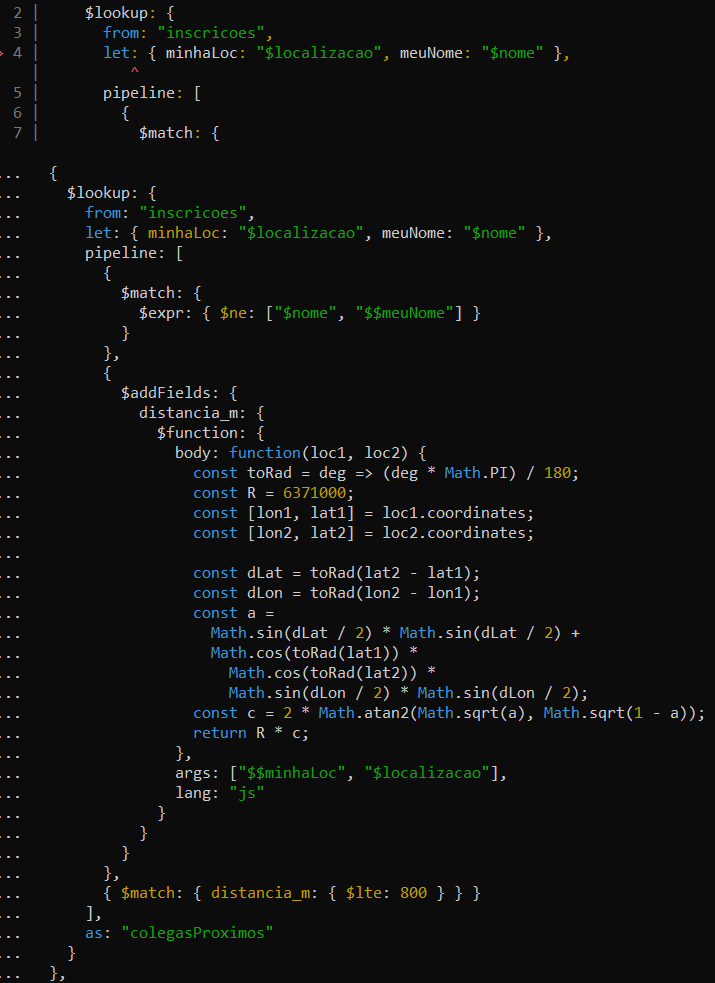 2 |     $lookup: {
3 |       from: "inscricoes",
> 4 |       let: { minhaLoc: "$localizacao", meuNome: "$nome" },
|          ^
5 |       pipeline: [
6 |         {
7 |           $match: {
...   {
...     $lookup: {
...       from: "inscricoes",
...       let: { minhaLoc: "$localizacao", meuNome: "$nome" },
...       pipeline: [
...         {
...           $match: {
...             $expr: { $ne: ["$nome", "$$meuNome"] }
...           }
...         },
...         {
...           $addFields: {
...             distancia_m: {
...               $function: {
...                 body: function(loc1, loc2) {
...                   const toRad = deg => (deg * Math.PI) / 180;
...                   const R = 6371000;
...                   const [lon1, lat1] = loc1.coordinates;
...                   const [lon2, lat2] = loc2.coordinates;
...
...                   const dLat = toRad(lat2 - lat1);
...                   const dLon = toRad(lon2 - lon1);
...                   const a =
...                     Math.sin(dLat / 2) * Math.sin(dLat / 2) +
...                     Math.cos(toRad(lat1)) *
...                       Math.cos(toRad(lat2)) *
...                       Math.sin(dLon / 2) * Math.sin(dLon / 2);
...                   const c = 2 * Math.atan2(Math.sqrt(a), Math.sqrt(1 - a));
...                   return R * c;
...                 },
...                 args: ["$$minhaLoc", "$localizacao"],
...                 lang: "js"
...               }
...             }
...           }
...         },
...         { $match: { distancia_m: { $lte: 800 } } }
...       ],
...       as: "colegasProximos"
...     }
...   },